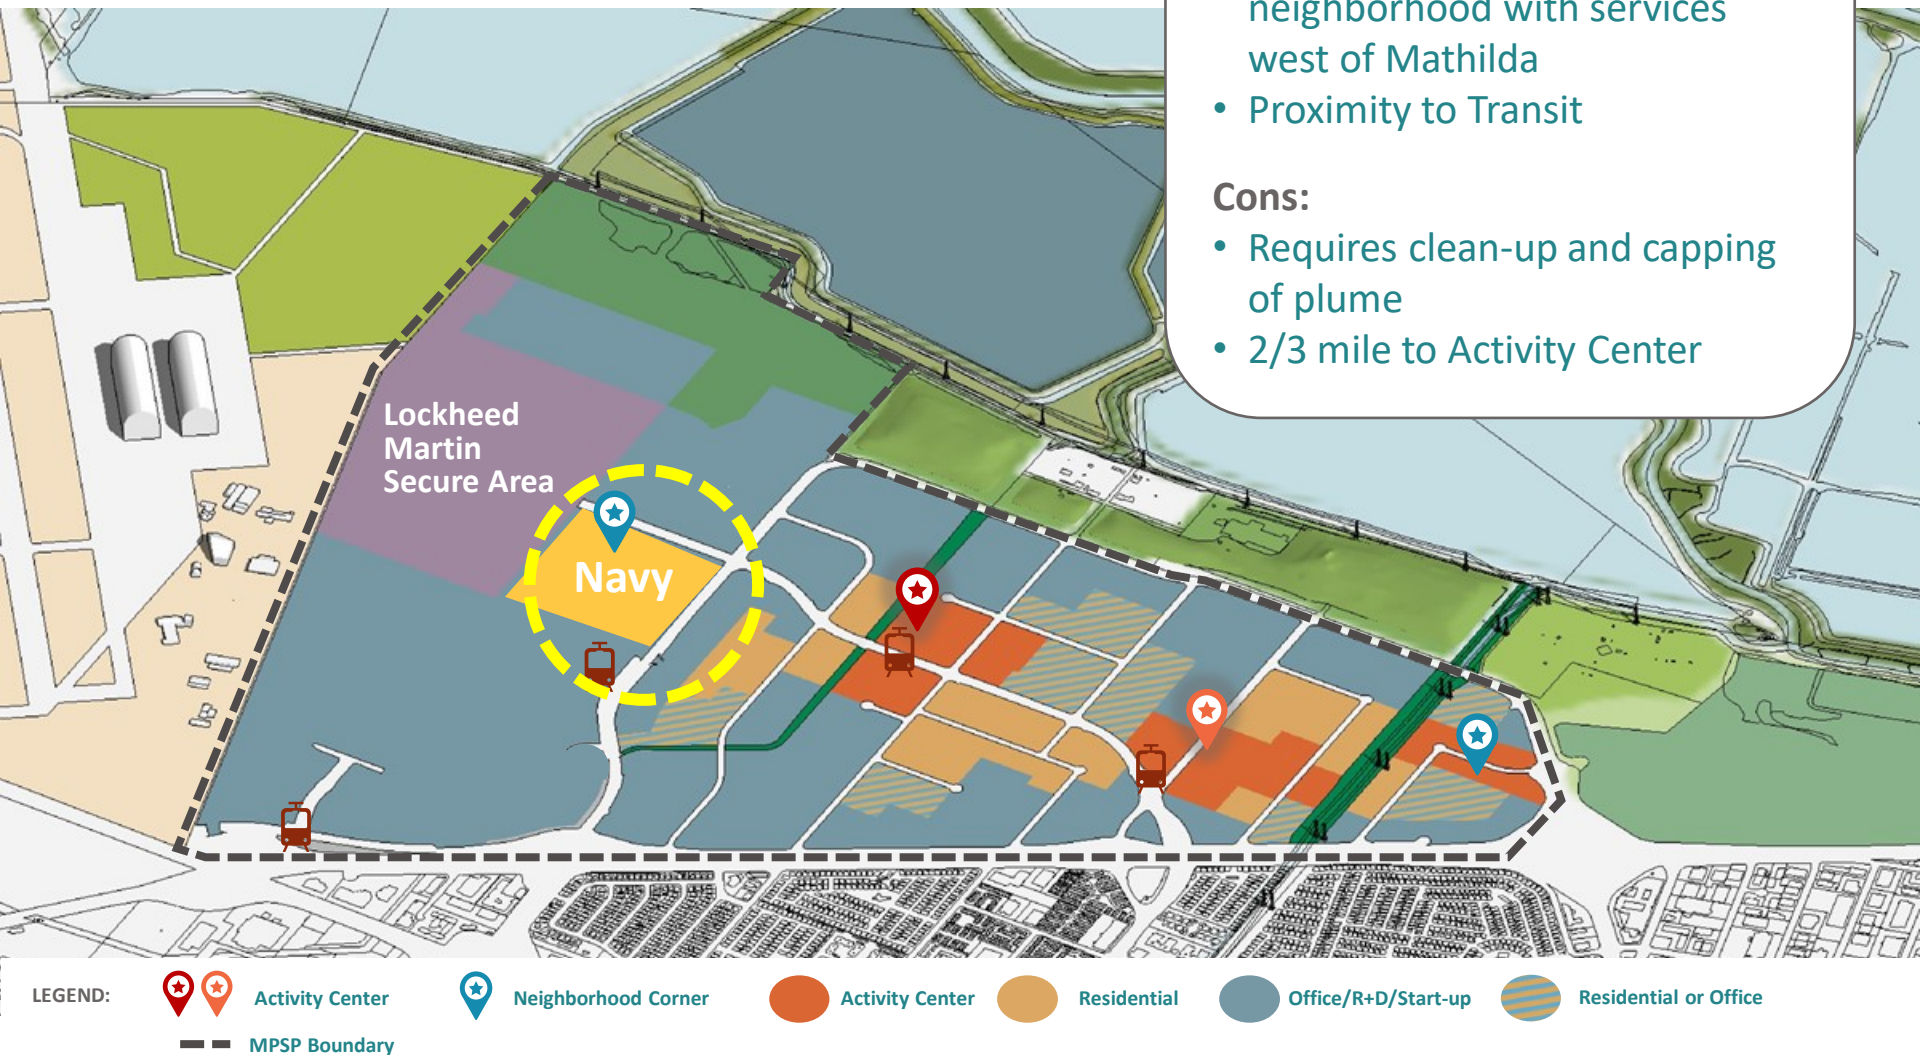 neighborhood with services
west of Mathilda
• Proximity to Transit
Cons:
• Requires clean-up and capping
of plume
• 2/3 mile to Activity Center
Lockheed
Martin
Secure Area
Navy
LEGEND:
Activity Center
Neighborhood Corner
Activity Center
Residential
Office/R+D/Start-up
Residential or Office
MPSP Boundary